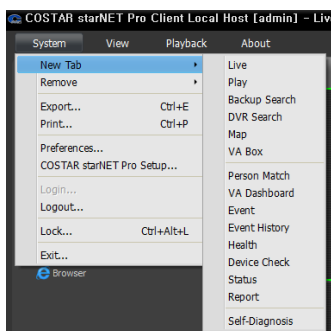 COSTAR starNET Pro Client Local Host [admin] - Liv
System View Playback About
New Tab
Remove
Export... Ctrl+E
Print... Ctrl+P
Preferences...
COSTAR starNET Pro Setup...
Login...
Logout...
Lock... Ctrl+Alt+L
Exit...
Browser
Live
Play
Backup Search
DVR Search
Map
VA Box
Person Match
VA Dashboard
Event
Event History
Health
Device Check
Status
Report
Self-Diagnosis